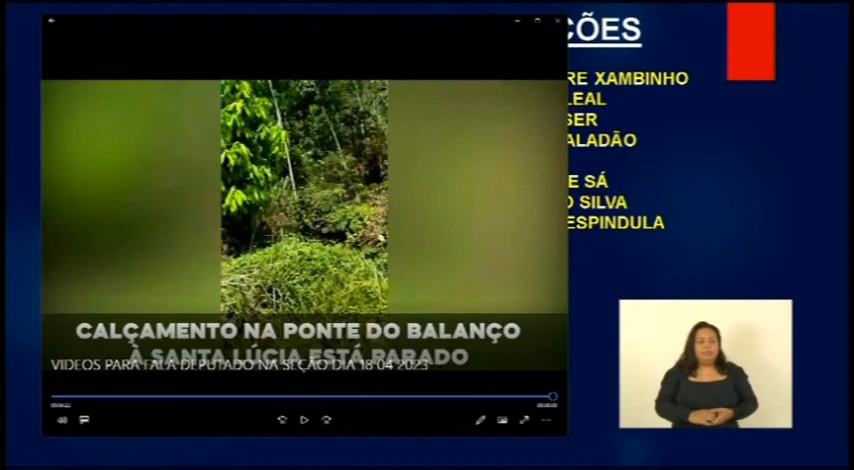 ÇÕES
RE XAMBINHO
LEAL
SER
ALADÃO
E SÁ
O SILVA
ESPINDULA
CALÇAMENTO NA PONTE DO BALANÇO
À SANTA LÚCIA ESTÁ PARADO
VIDEOS PARA FALA DEPUTADO NA SEÇÃO DIA 18 04 2023